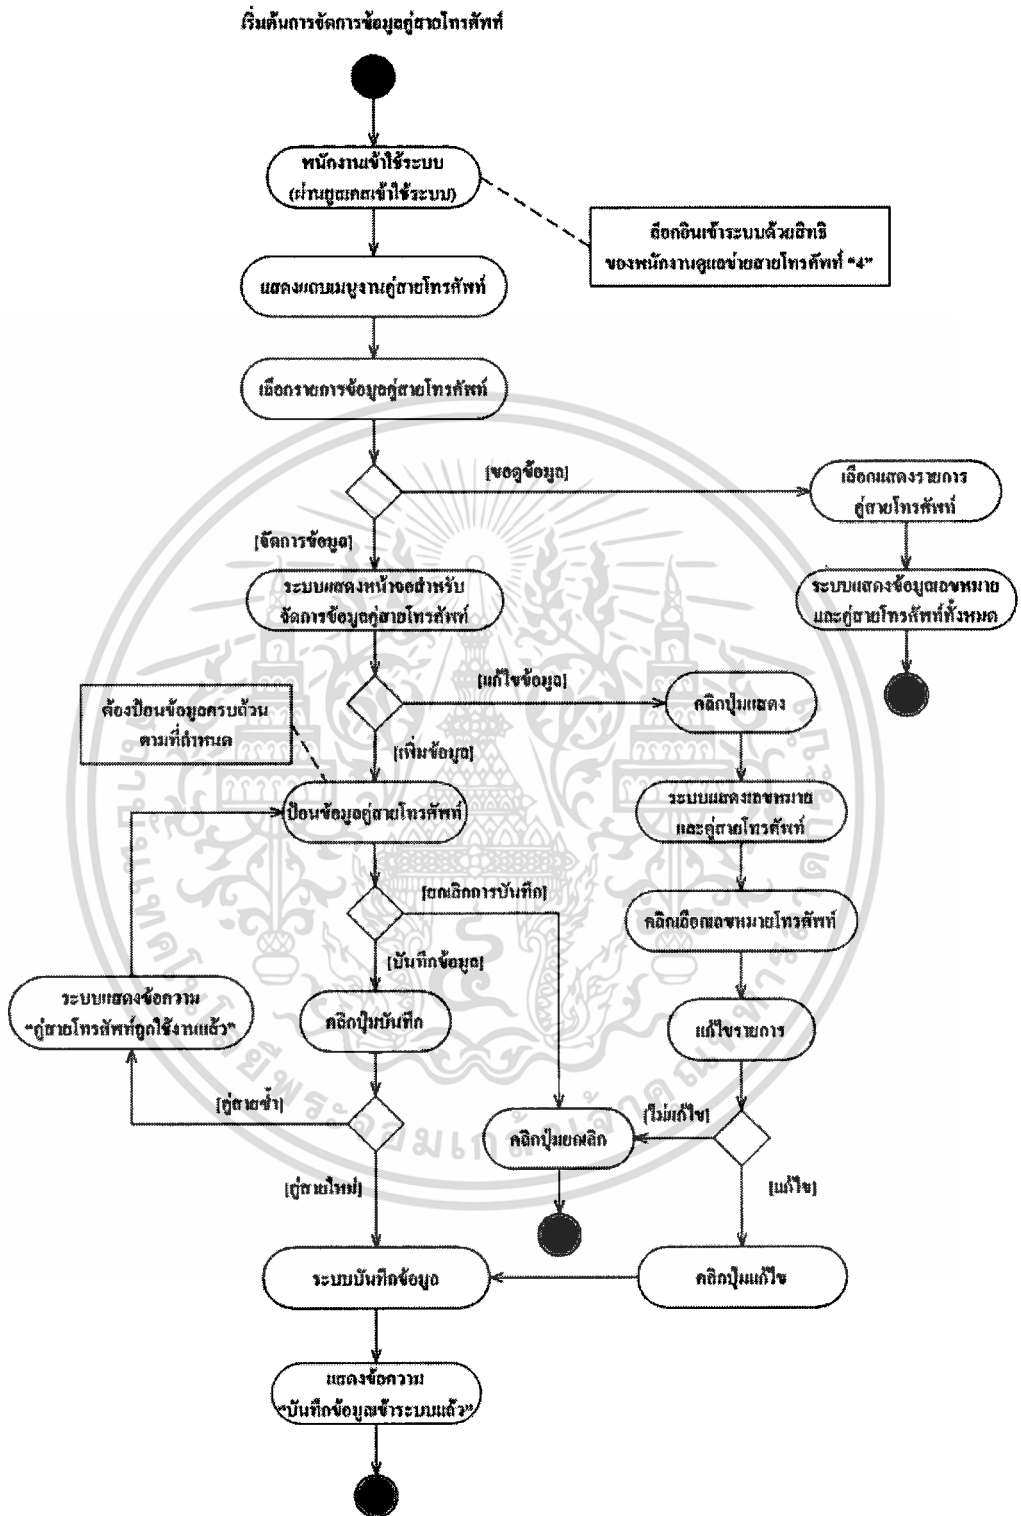 เริ่มต้นการจัดการข้อมูลคู่สายโทรศัพท์
พนักงานเข้าใช้ระบบ
(ผ่านยูสเคสเข้าใช้ระบบ)
ล็อกอินเข้าระบบด้วยสิทธิ
ของพนักงานดูแลข่ายสายโทรศัพท์ “4”
แสดงแถบเมนูงานคู่สายโทรศัพท์
เลือกรายการข้อมูลคู่สายโทรศัพท์
[ขอดูข้อมูล]
เลือกแสดงรายการ
คู่สายโทรศัพท์
[จัดการข้อมูล]
ระบบแสดงหน้าจอสำหรับ
จัดการข้อมูลคู่สายโทรศัพท์
ระบบแสดงข้อมูลเลขหมาย
และคู่สายโทรศัพท์ทั้งหมด
[แก้ไขข้อมูล]
คลิกปุ่มแสดง
ต้องป้อนข้อมูลครบถ้วน
ตามที่กำหนด
[เพิ่มข้อมูล]
ป้อนข้อมูลคู่สายโทรศัพท์
ระบบแสดงเลขหมาย
และคู่สายโทรศัพท์
[ยกเลิกการบันทึก]
คลิกเลือกเลขหมายโทรศัพท์
[บันทึกข้อมูล]
ระบบแสดงข้อความ
“คู่สายโทรศัพท์ถูกใช้งานแล้ว”
คลิกปุ่มบันทึก
แก้ไขรายการ
[คู่สายซ้ำ]
[ไม่แก้ไข]
คลิกปุ่มยกเลิก
[คู่สายใหม่]
[แก้ไข]
ระบบบันทึกข้อมูล
คลิกปุ่มแก้ไข
แสดงข้อความ
“บันทึกข้อมูลเข้าระบบแล้ว”